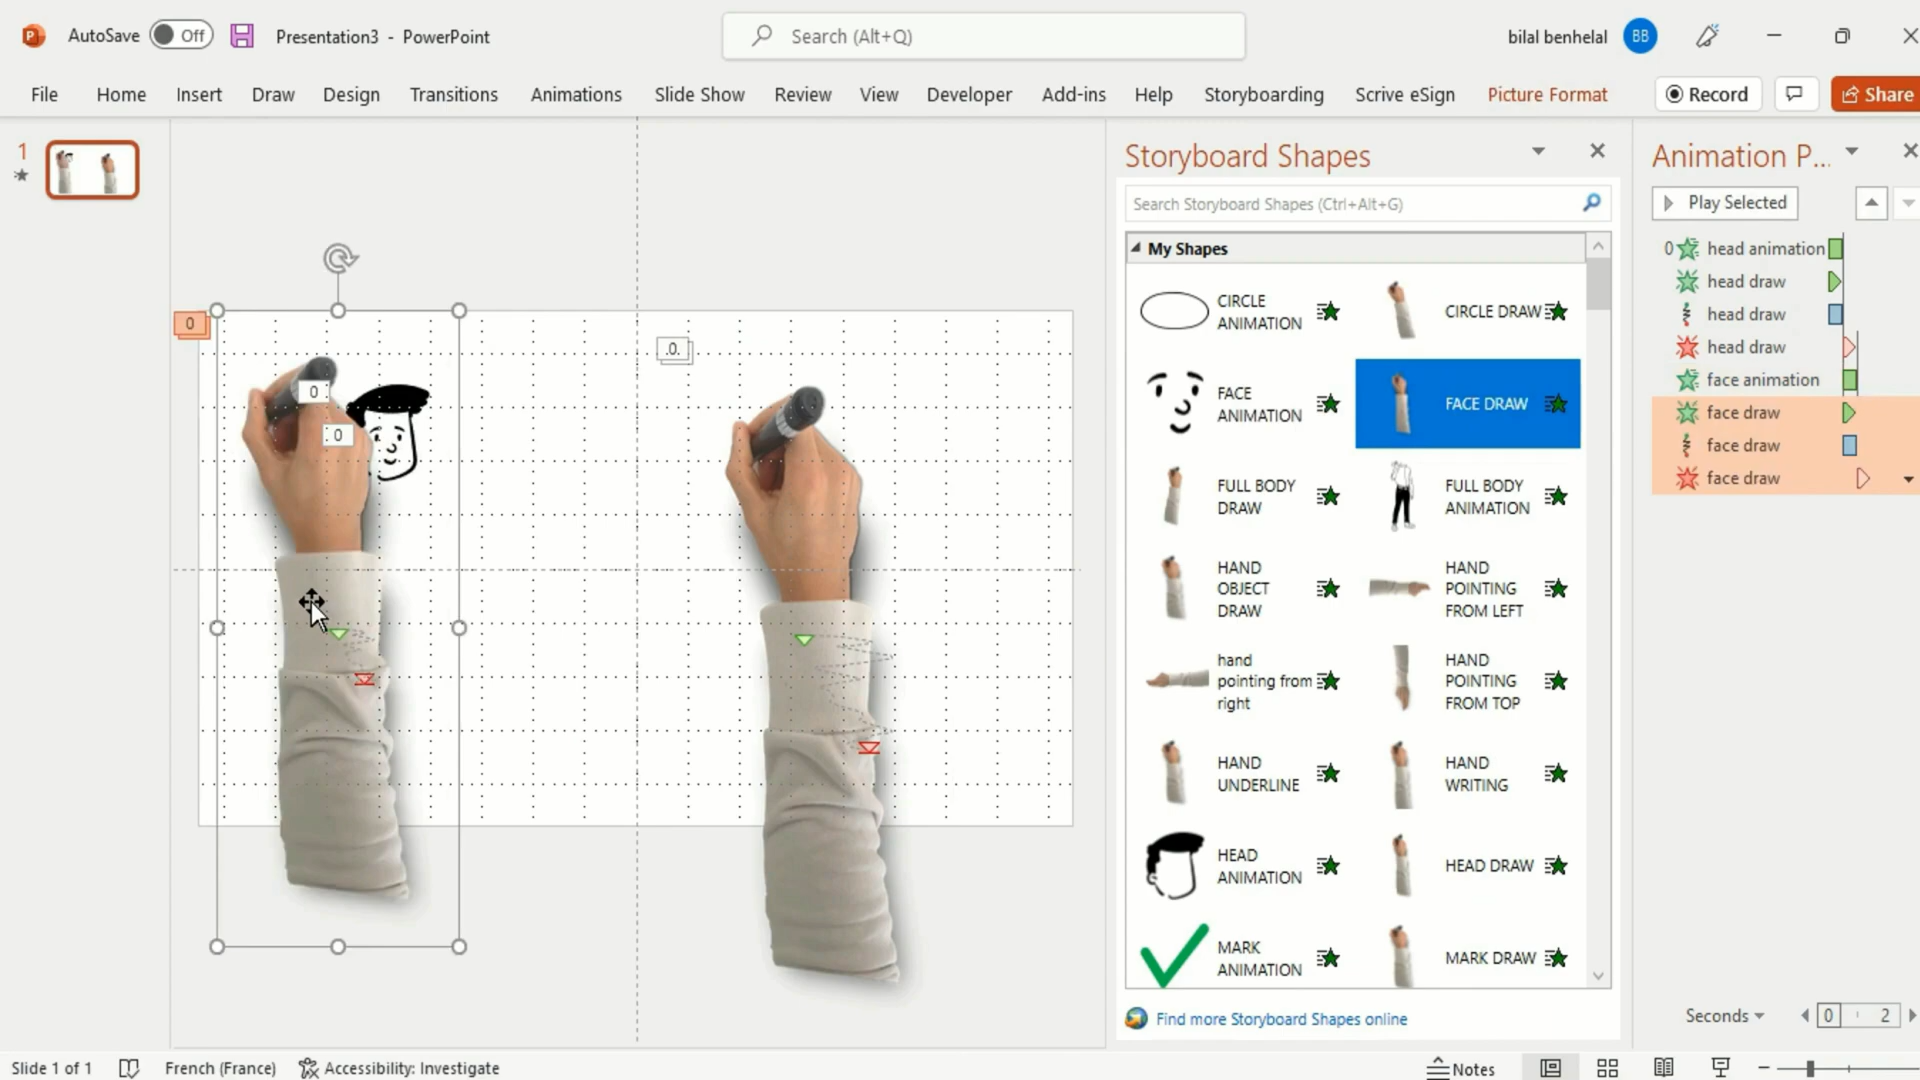 AutoSave Off Presentation3 - PowerPoint Search (Alt+Q) bilal benhelal BB
File Home Insert Draw Design Transitions Animations Slide Show Review View Developer Add-ins Help Storyboarding Scrive eSign Picture Format Record Share
1
0
0
0
.0.
Storyboard Shapes
Search Storyboard Shapes (Ctrl+Alt+G)
My Shapes
CIRCLE
ANIMATION
CIRCLE DRAW
FACE
ANIMATION
FACE DRAW
FULL BODY
DRAW
FULL BODY
ANIMATION
HAND
OBJECT
DRAW
HAND
POINTING
FROM LEFT
hand
pointing from
right
HAND
POINTING
FROM TOP
HAND
UNDERLINE
HAND
WRITING
HEAD
ANIMATION
HEAD DRAW
MARK
ANIMATION
MARK DRAW
Find more Storyboard Shapes online
Animation P...
Play Selected
0 head animation
head draw
head draw
head draw
face animation
face draw
face draw
face draw
Seconds 0 2
Slide 1 of 1 French (France) Accessibility: Investigate Notes